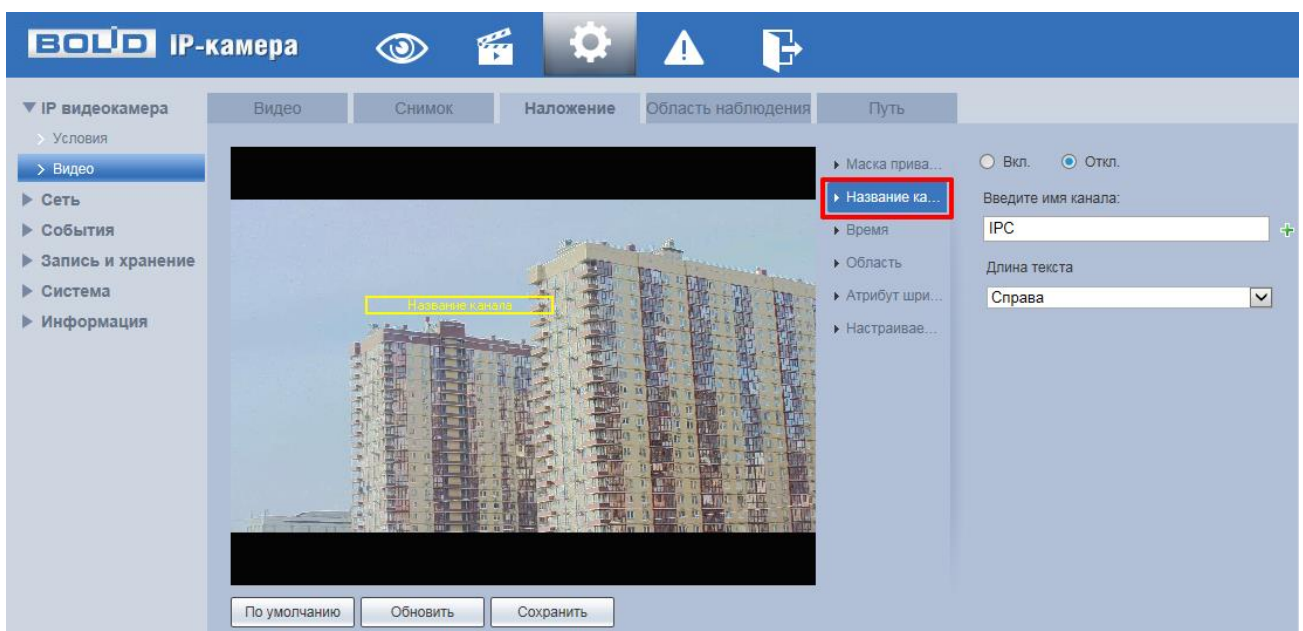 BOLID IP-камера
IP видеокамера
Условия
Видео
Сеть
События
Запись и хранение
Система
Информация
Видео Снимок Наложение Область наблюдения Путь
Название канала
Маска прива...
Название ка...
Время
Область
Атрибут шри...
Настраивае...
Вкл. Откл.
Введите имя канала:
IPC
Длина текста
Справа
По умолчанию Обновить Сохранить